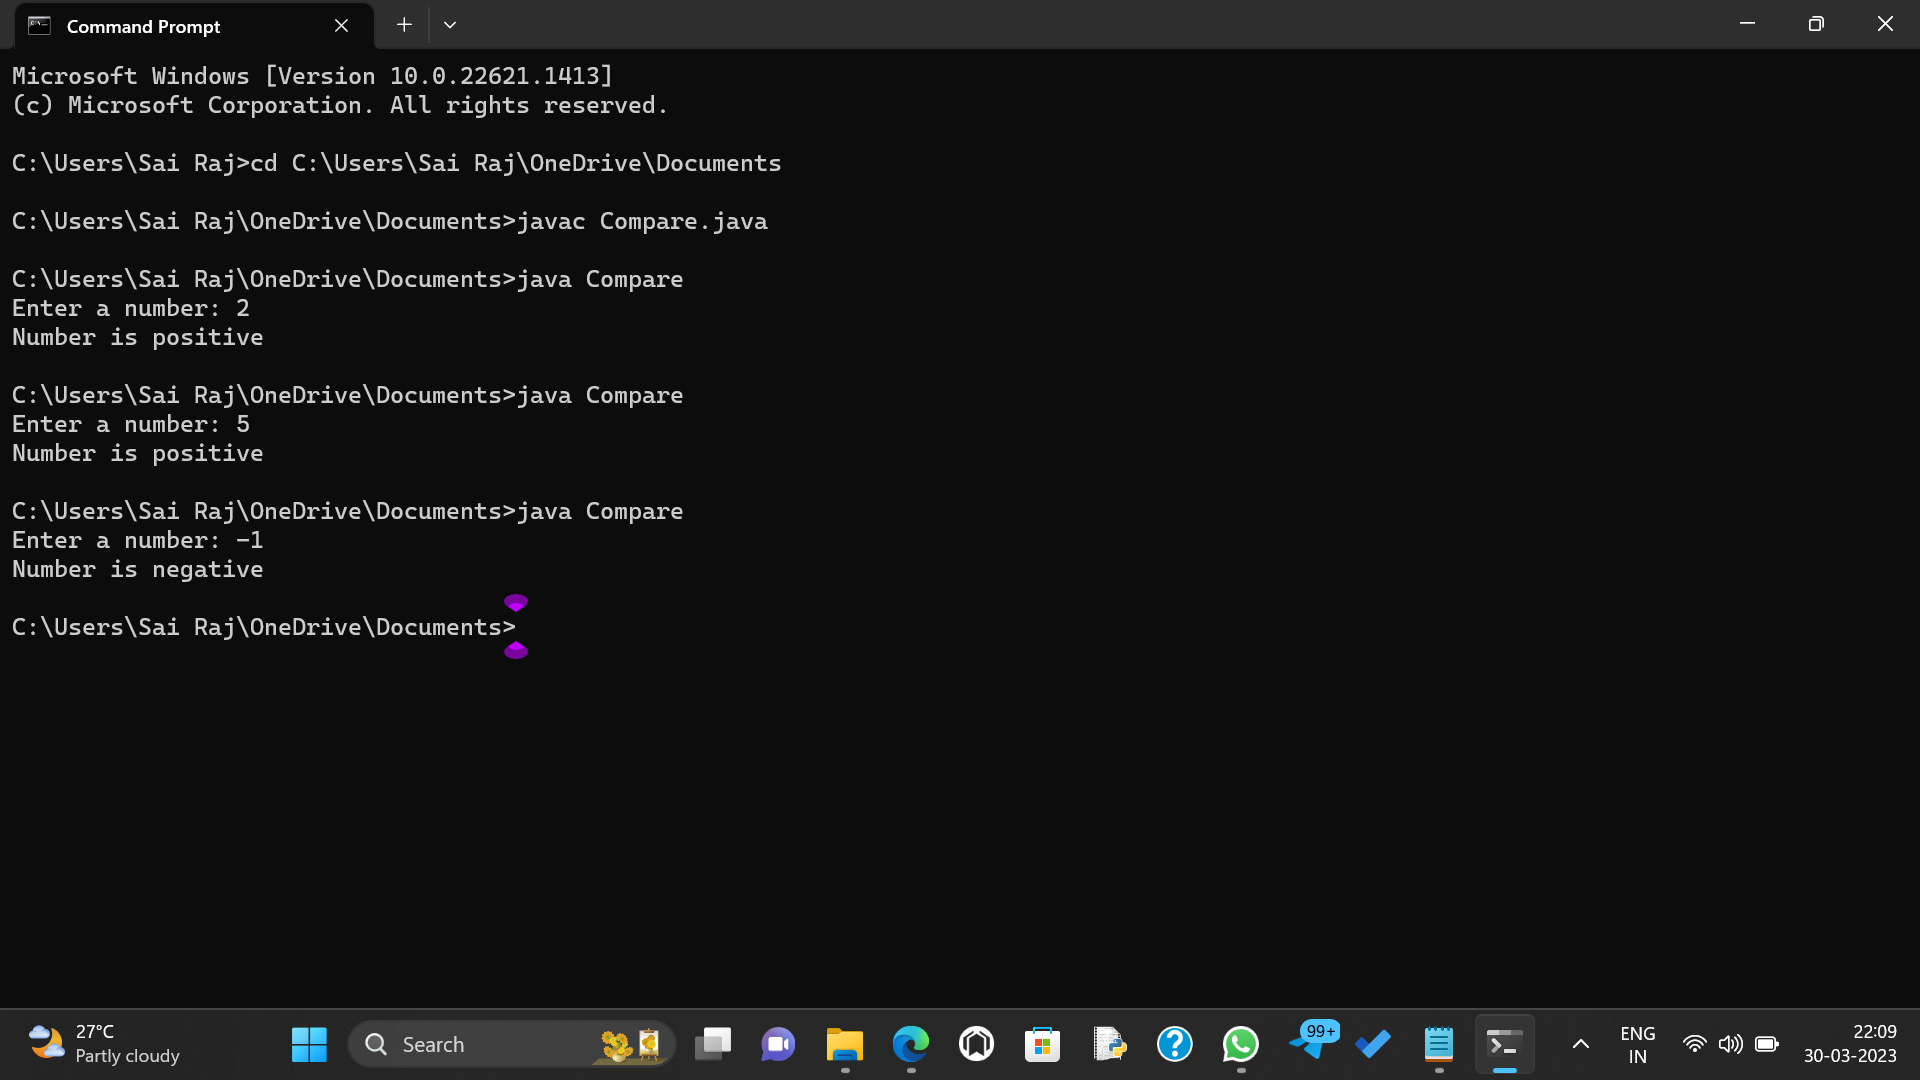 Command Prompt
Microsoft Windows [Version 10.0.22621.1413]
(c) Microsoft Corporation. All rights reserved.
C:\Users\Sai Raj>cd C:\Users\Sai Raj\OneDrive\Documents
C:\Users\Sai Raj\OneDrive\Documents>javac Compare.java
C:\Users\Sai Raj\OneDrive\Documents>java Compare
Enter a number: 2
Number is positive
C:\Users\Sai Raj\OneDrive\Documents>java Compare
Enter a number: 5
Number is positive
C:\Users\Sai Raj\OneDrive\Documents>java Compare
Enter a number: -1
Number is negative
C:\Users\Sai Raj\OneDrive\Documents>
27°C
Partly cloudy
Search
99+
ENG
IN
22:09
30-03-2023